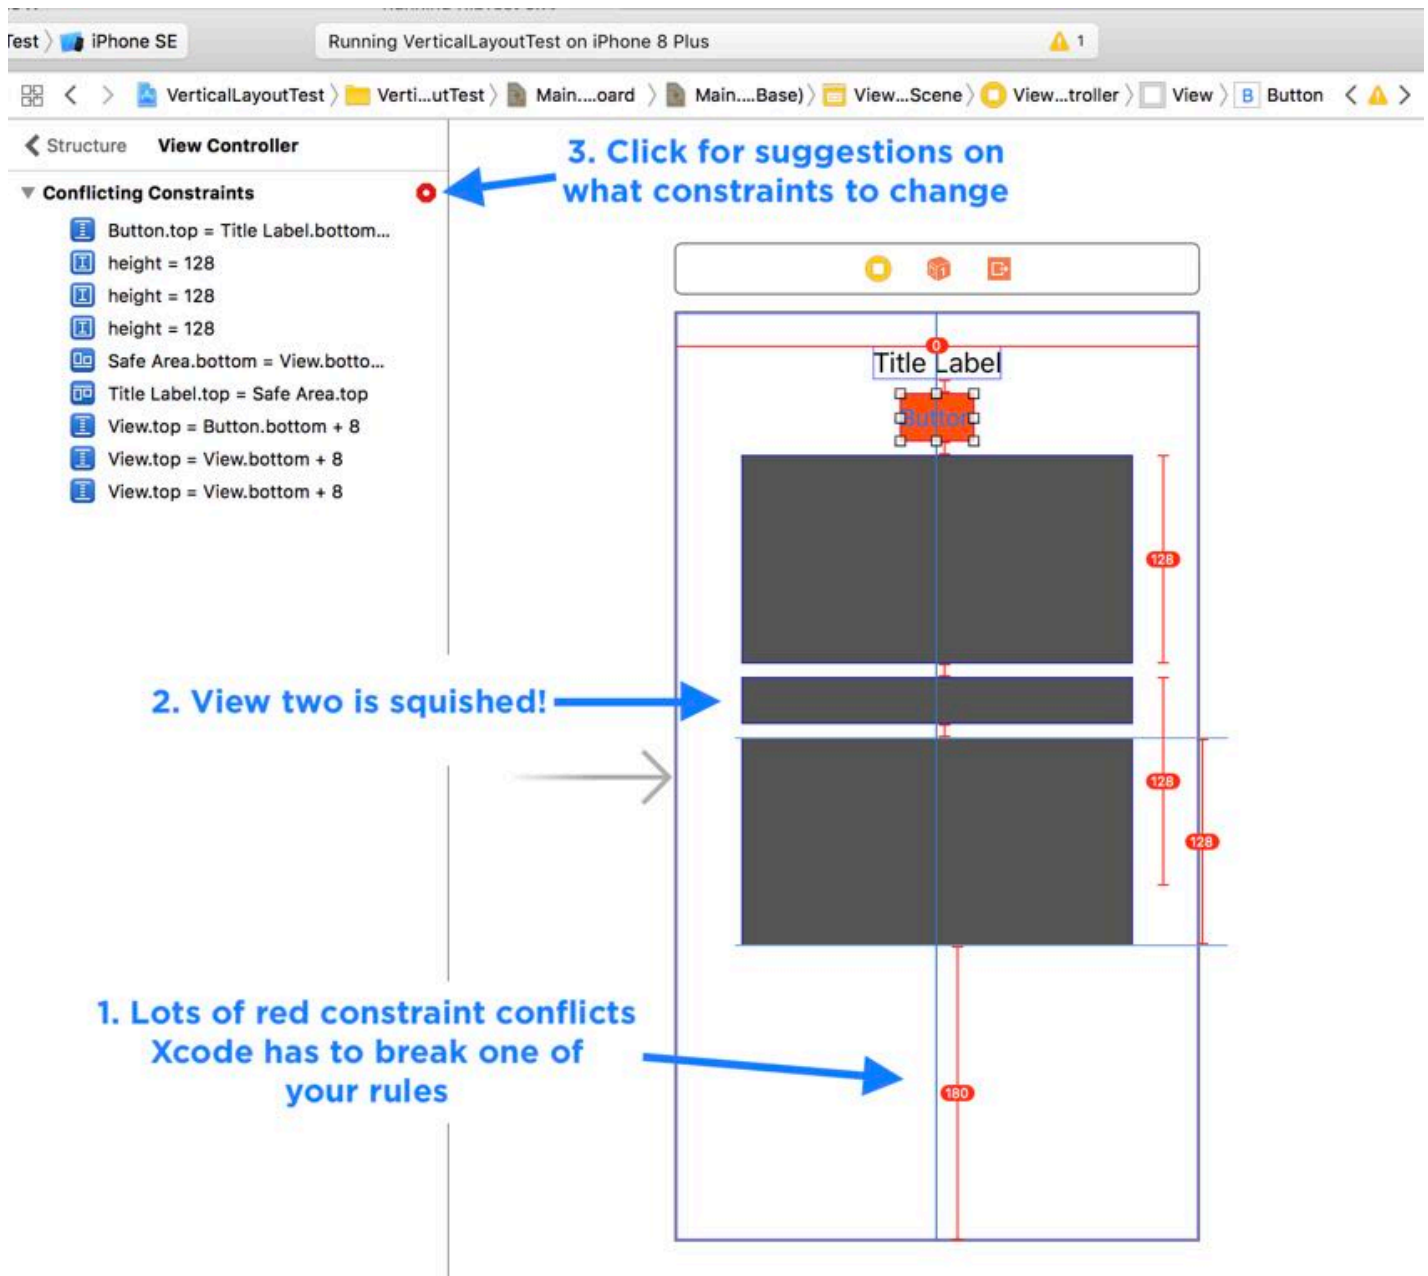 Test
iPhone SE
Running VerticalLayoutTest on iPhone 8 Plus
1
VerticalLayoutTest
Verti...utTest
Main....oard
Main....Base)
View...Scene
View...troller
View
B Button
Structure
View Controller
3. Click for suggestions on
what constraints to change
Conflicting Constraints
Button.top = Title Label.bottom...
height = 128
height = 128
height = 128
Safe Area.bottom = View.botto...
Title Label.top = Safe Area.top
View.top = Button.bottom + 8
View.top = View.bottom + 8
View.top = View.bottom + 8
0
Title Label
Button
128
2. View two is squished!
128
128
1. Lots of red constraint conflicts
Xcode has to break one of
your rules
180